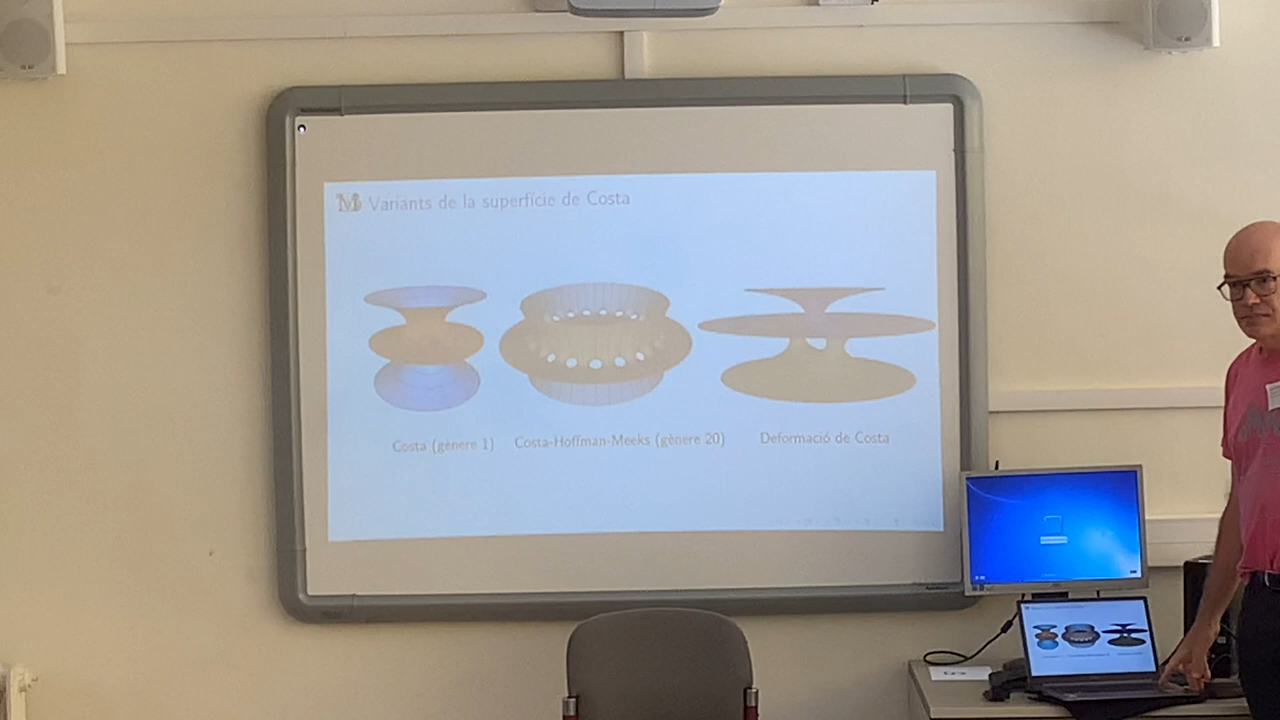 Variants de la superfície de Costa
Costa (gènere 1)
Costa-Hoffman-Meeks (gènere 20)
Deformació de Costa